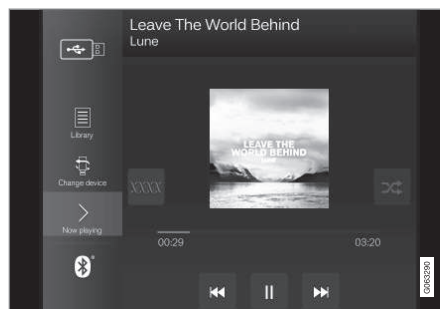 Leave The World Behind
Lune
Library
Change device
Now playing
LEAVE THE
WORLD BEHIND
XXXX
00:29
03:20
G063290